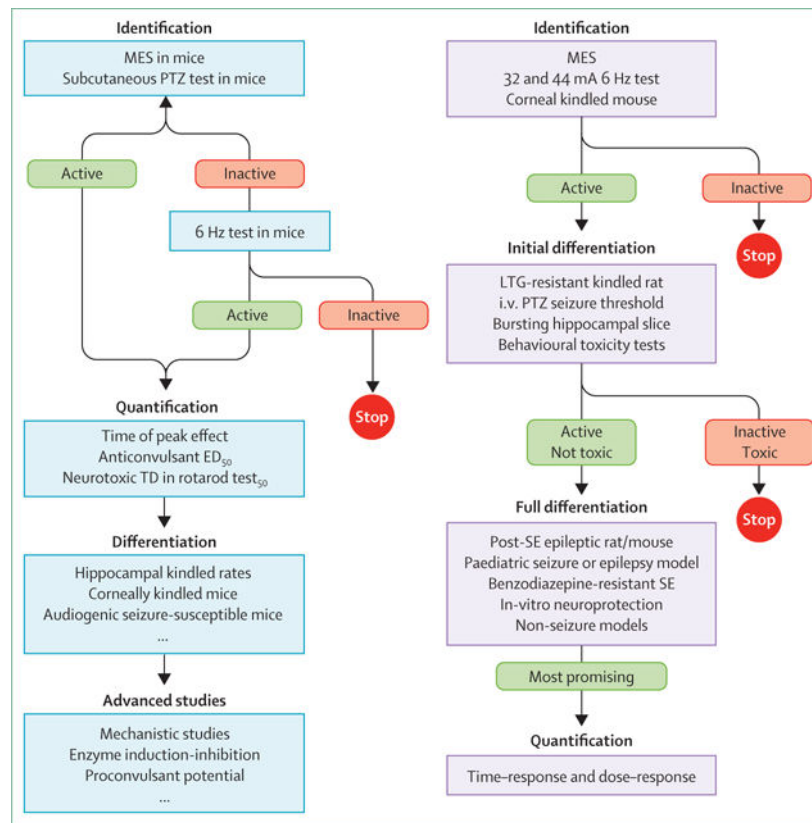 Identification
MES in mice
Subcutaneous PTZ test in mice
Active
Inactive
6 Hz test in mice
Active
Inactive
Stop
Quantification
Time of peak effect
Anticonvulsant ED50
Neurotoxic TD in rotarod test50
Differentiation
Hippocampal kindled rates
Corneally kindled mice
Audiogenic seizure-susceptible mice
...
Advanced studies
Mechanistic studies
Enzyme induction-inhibition
Proconvulsant potential
...
Identification
MES
32 and 44 mA 6 Hz test
Corneal kindled mouse
Active
Inactive
Stop
Initial differentiation
LTG-resistant kindled rat
i.v. PTZ seizure threshold
Bursting hippocampal slice
Behavioural toxicity tests
Active
Not toxic
Inactive
Toxic
Stop
Full differentiation
Post-SE epileptic rat/mouse
Paediatric seizure or epilepsy model
Benzodiazepine-resistant SE
In-vitro neuroprotection
Non-seizure models
Most promising
Quantification
Time–response and dose–response